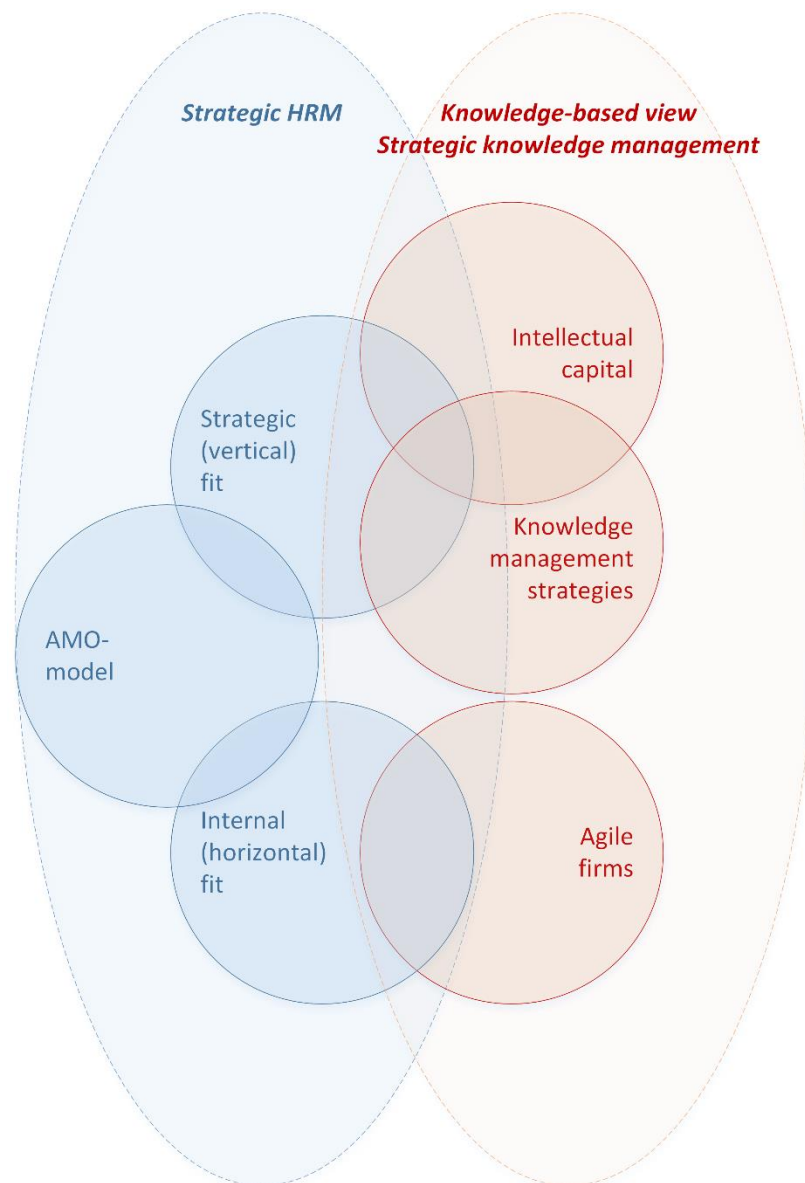 Strategic HRM
Knowledge-based view
Strategic knowledge management
Intellectual
capital
Strategic
(vertical)
fit
Knowledge
management
strategies
AMO-
model
Internal
(horizontal)
fit
Agile
firms